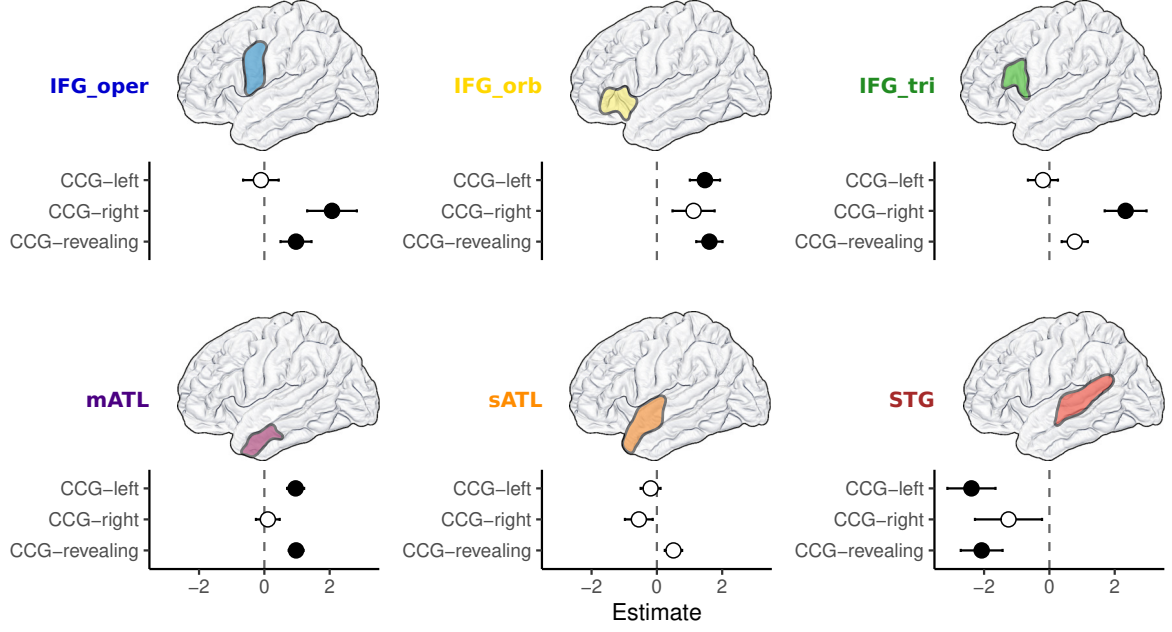 IFG_oper
IFG_orb
IFG_tri
CCG−left
CCG−right
CCG−revealing
CCG−left
CCG−right
CCG−revealing
CCG−left
CCG−right
CCG−revealing
mATL
sATL
STG
CCG−left
CCG−right
CCG−revealing
−2 0 2
CCG−left
CCG−right
CCG−revealing
−2 0 2
CCG−left
CCG−right
CCG−revealing
−2 0 2
Estimate